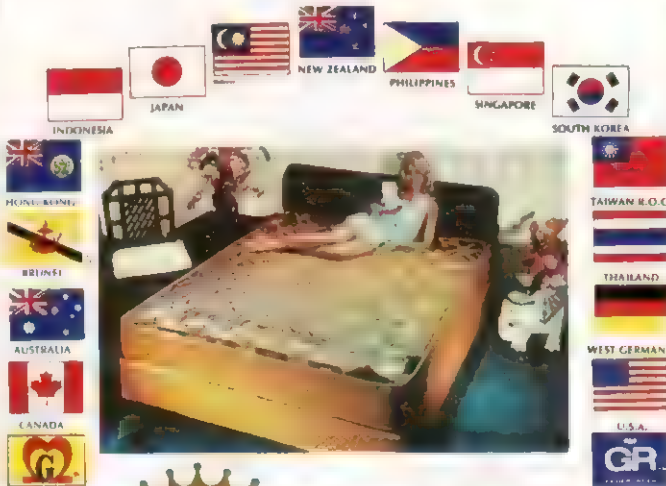 NEW ZEALAND
PHILIPPINES
SINGAPORE
SOUTH KOREA
JAPAN
INDONESIA
HONG KONG
BRUNEI
AUSTRALIA
CANADA
G
TAIWAN R.O.C
THAILAND
WEST GERMAN
U.S.A.
GR